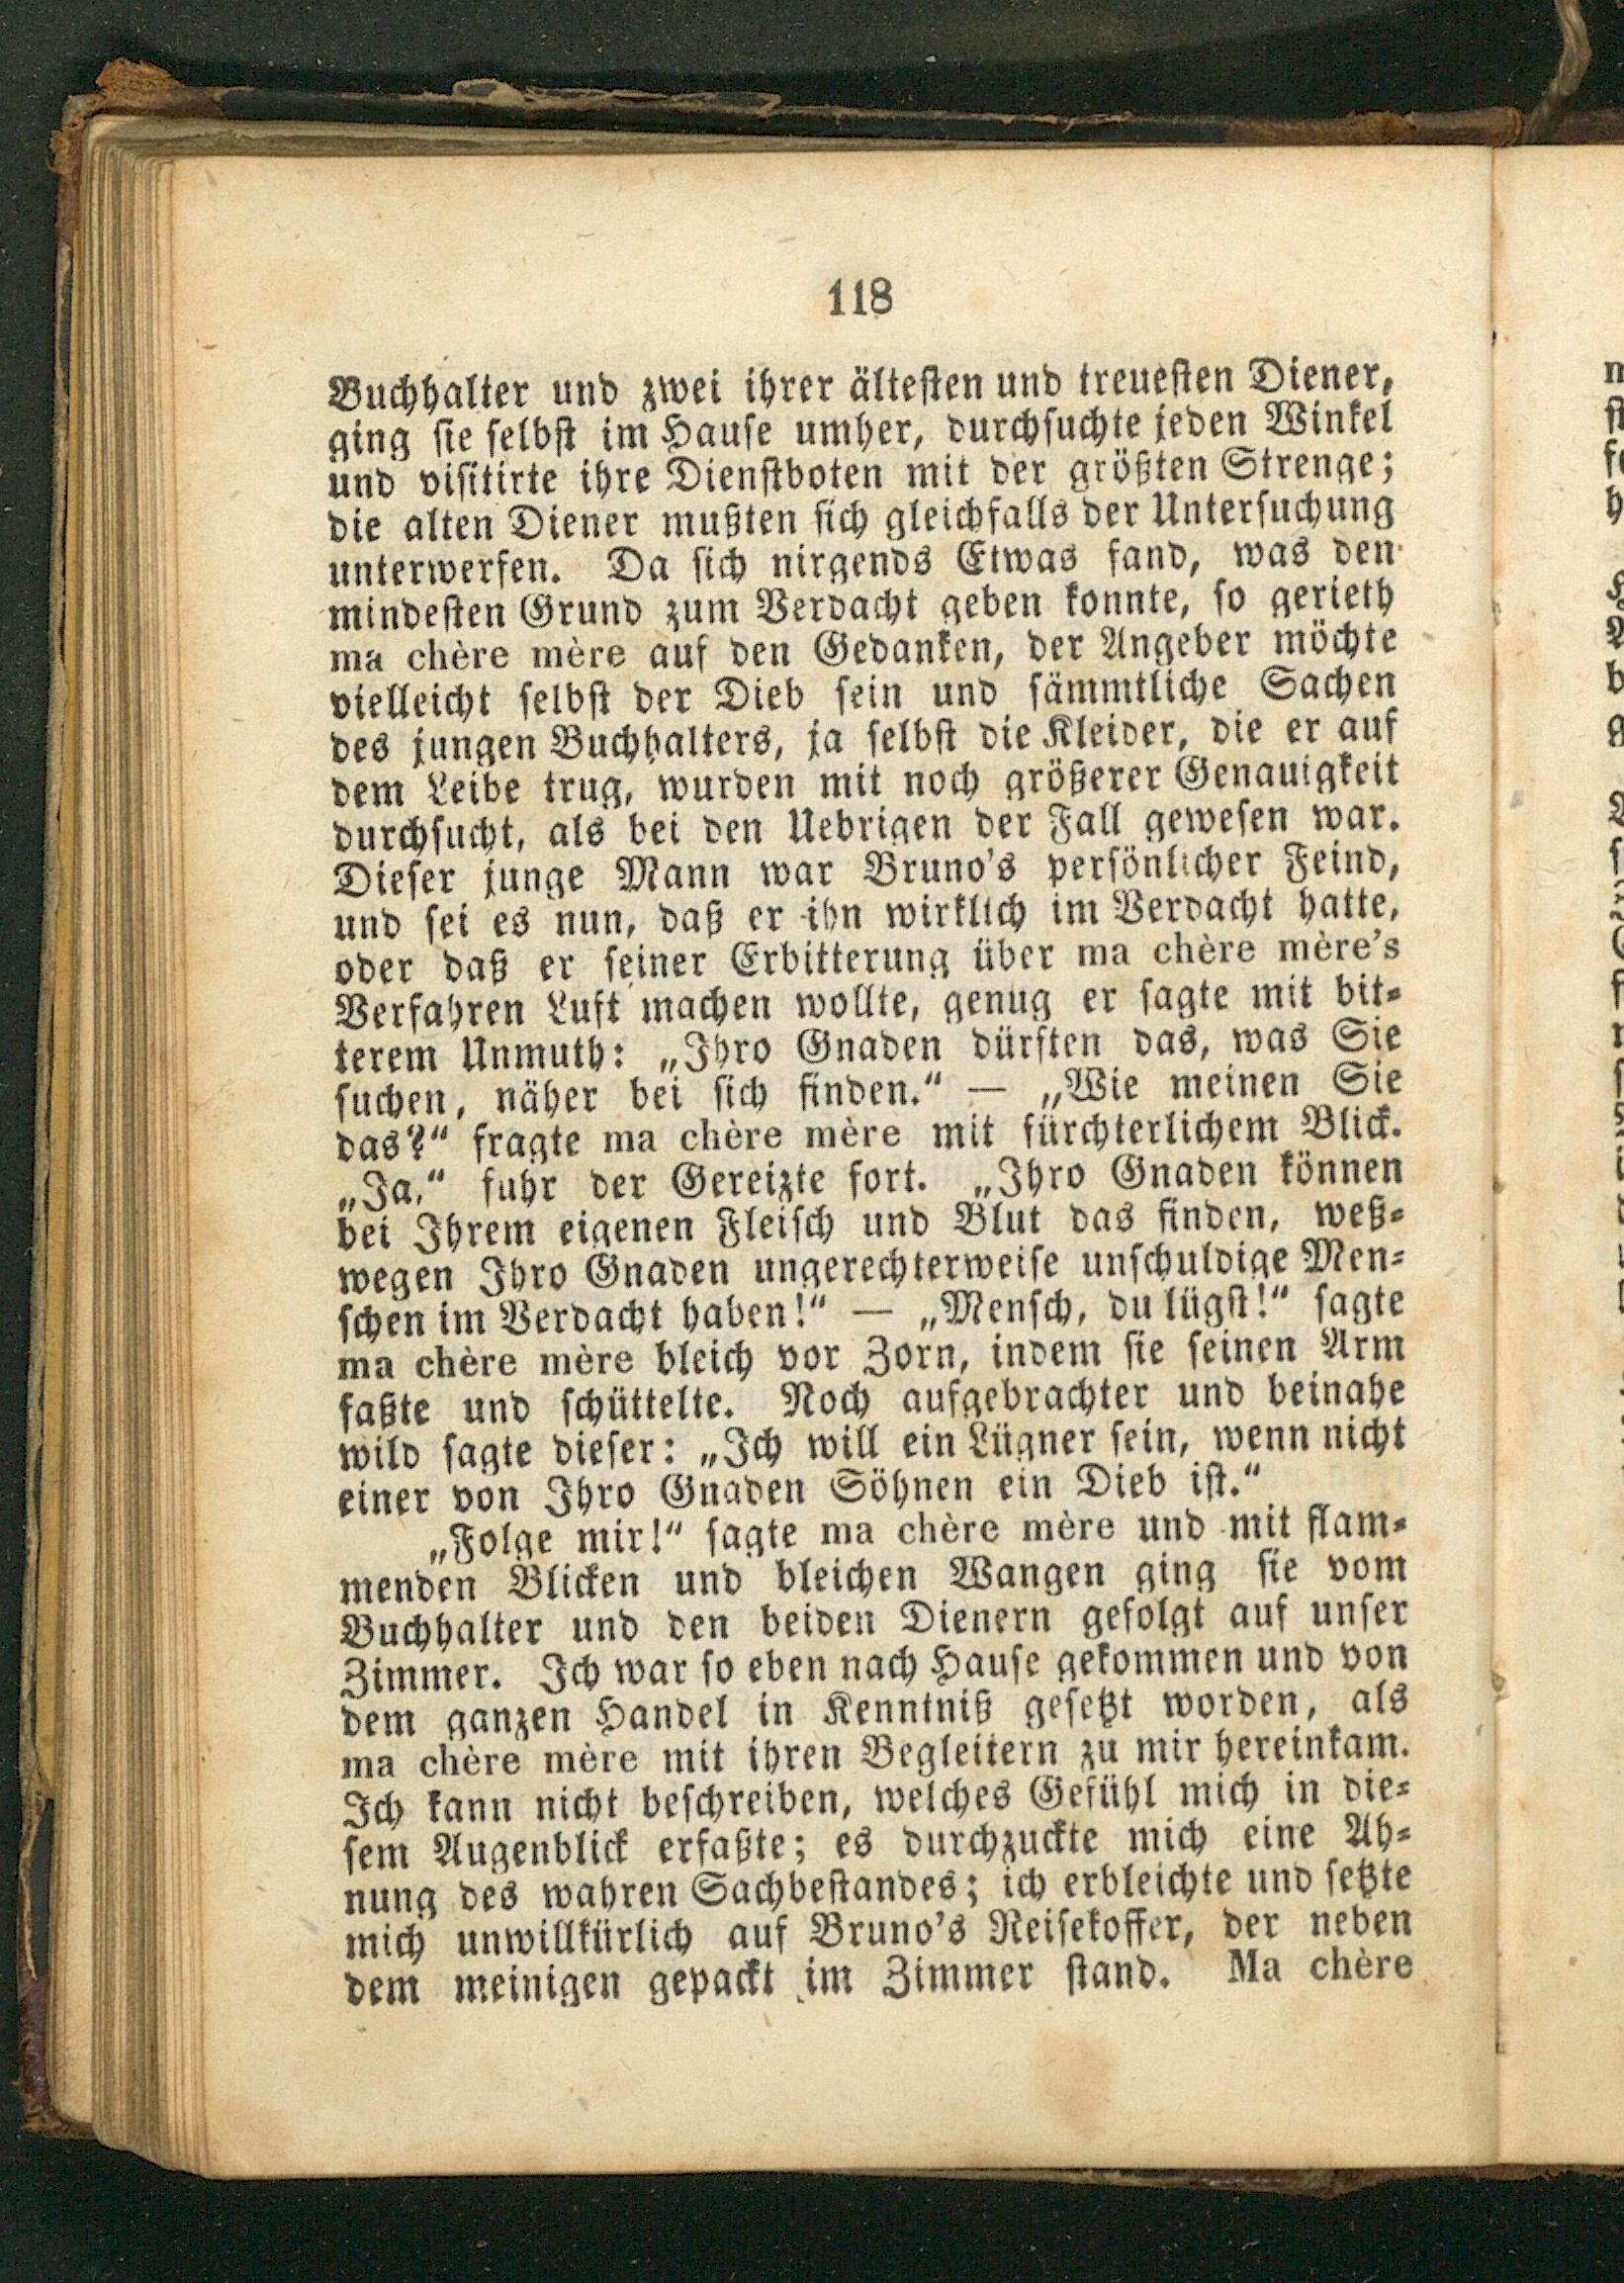 118
Buchhalter und zwei ihrer ältesten und treuesten Diener,
ging sie selbst im Hause umher, durchsuchte jeden Winkel
und visitirte ihre Dienstboten mit der größten Strenge;
die alten Diener mußten sich gleichfalls der Untersuchung
unterwerfen. Da sich nirgends Etwas fand, was den
mindesten Grund zum Verdacht geben konnte, so gerieth
ma chère mère auf den Gedanken, der Angeber möchte
vielleicht selbst der Dieb sein und sämmtliche Sachen
des jungen Buchhalters, ja selbst die Kleider, die er auf
dem Leibe trug, wurden mit noch größerer Genauigkeit
durchsucht, als bei den Uebrigen der Fall gewesen war.
Dieser junge Mann war Bruno's persönlicher Feind,
und sei es nun, daß er ihn wirklich im Verdacht hatte,
oder daß er seiner Erbitterung über ma chère mère's
Verfahren Luft machen wollte, genug er sagte mit bit-
terem Unmuth: „Ihro Gnaden dürften das, was Sie
suchen, näher bei sich finden.“ — „Wie meinen Sie
das?“ fragte ma chère mère mit fürchterlichem Blick.
„Ja,“ fuhr der Gereizte fort. „Ihro Gnaden können
bei Ihrem eigenen Fleisch und Blut das finden, weß-
wegen Ihro Gnaden ungerechterweise unschuldige Men-
schen im Verdacht haben!“ — „Mensch, du lügst!“ sagte
ma chère mère bleich vor Zorn, indem sie seinen Arm
faßte und schüttelte. Noch aufgebrachter und beinahe
wild sagte dieser: „Ich will ein Lügner sein, wenn nicht
einer von Ihro Gnaden Söhnen ein Dieb ist.“
„Folge mir!“ sagte ma chère mère und mit flam-
menden Blicken und bleichen Wangen ging sie vom
Buchhalter und den beiden Dienern gefolgt auf unser
Zimmer. Ich war so eben nach Hause gekommen und von
dem ganzen Handel in Kenntniß gesetzt worden, als
ma chère mère mit ihren Begleitern zu mir hereinkam.
Ich kann nicht beschreiben, welches Gefühl mich in die-
sem Augenblick erfaßte; es durchzuckte mich eine Ah-
nung des wahren Sachbestandes; ich erbleichte und setzte
mich unwillkürlich auf Bruno's Reisekoffer, der neben
dem meinigen gepackt im Zimmer stand. Ma chère